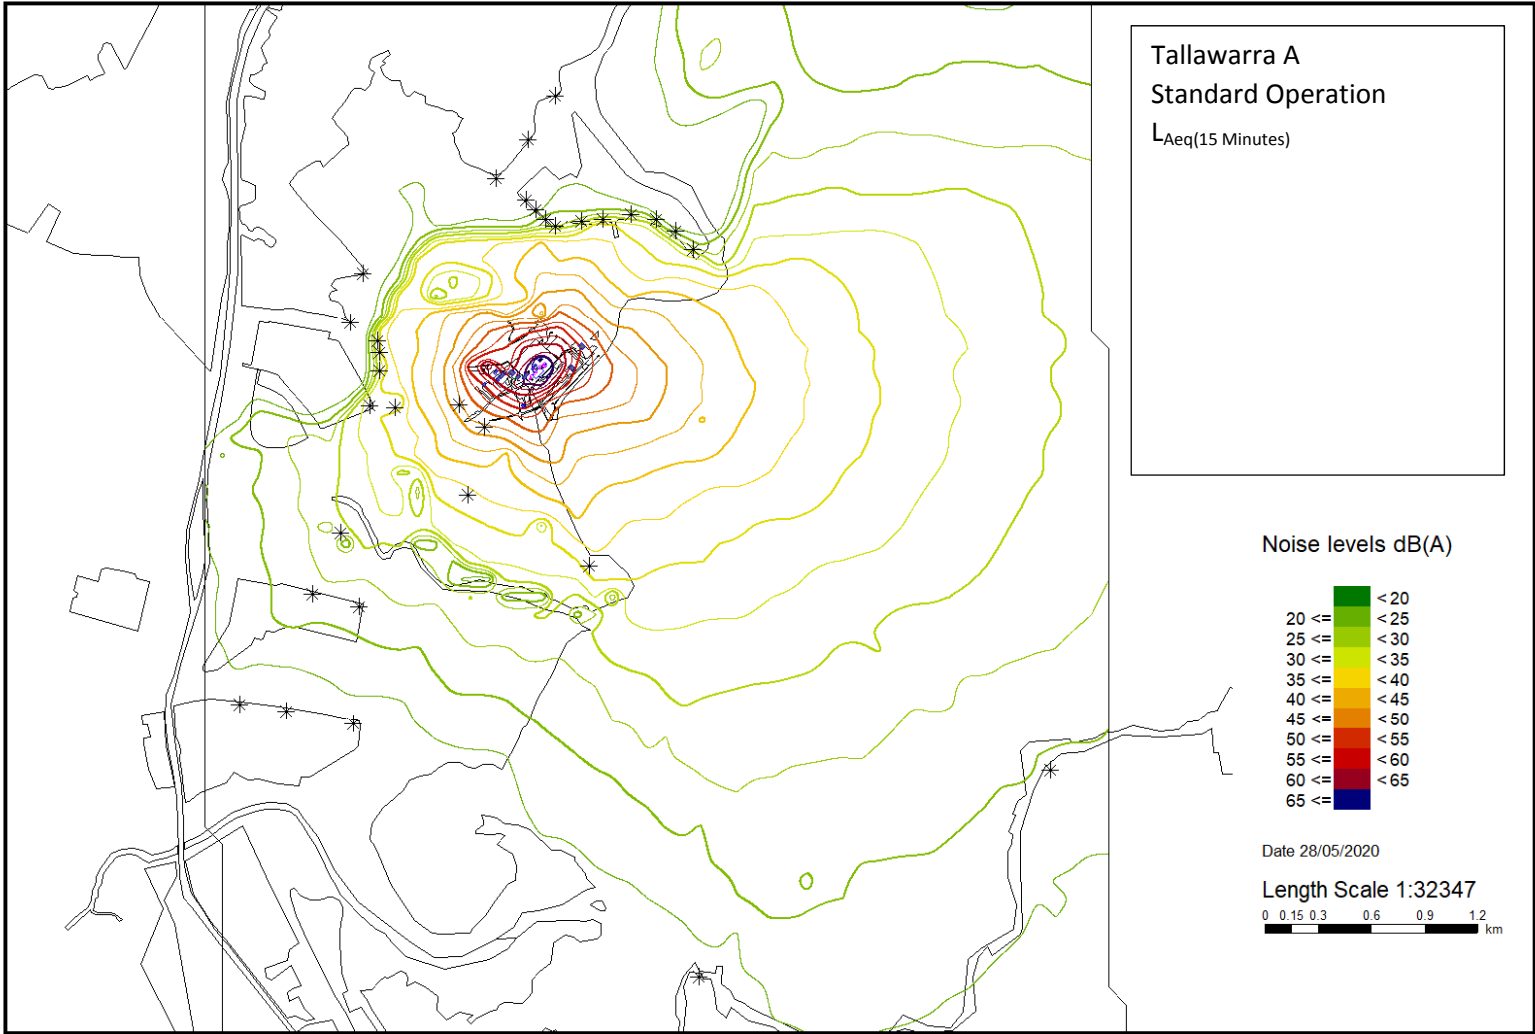 Tallawarra A
Standard Operation
LAeq(15 Minutes)
Noise levels dB(A)
< 20
20 <= < 25
25 <= < 30
30 <= < 35
35 <= < 40
40 <= < 45
45 <= < 50
50 <= < 55
55 <= < 60
60 <= < 65
65 <=
Date 28/05/2020
Length Scale 1:32347
0 0.15 0.3 0.6 0.9 1.2
km